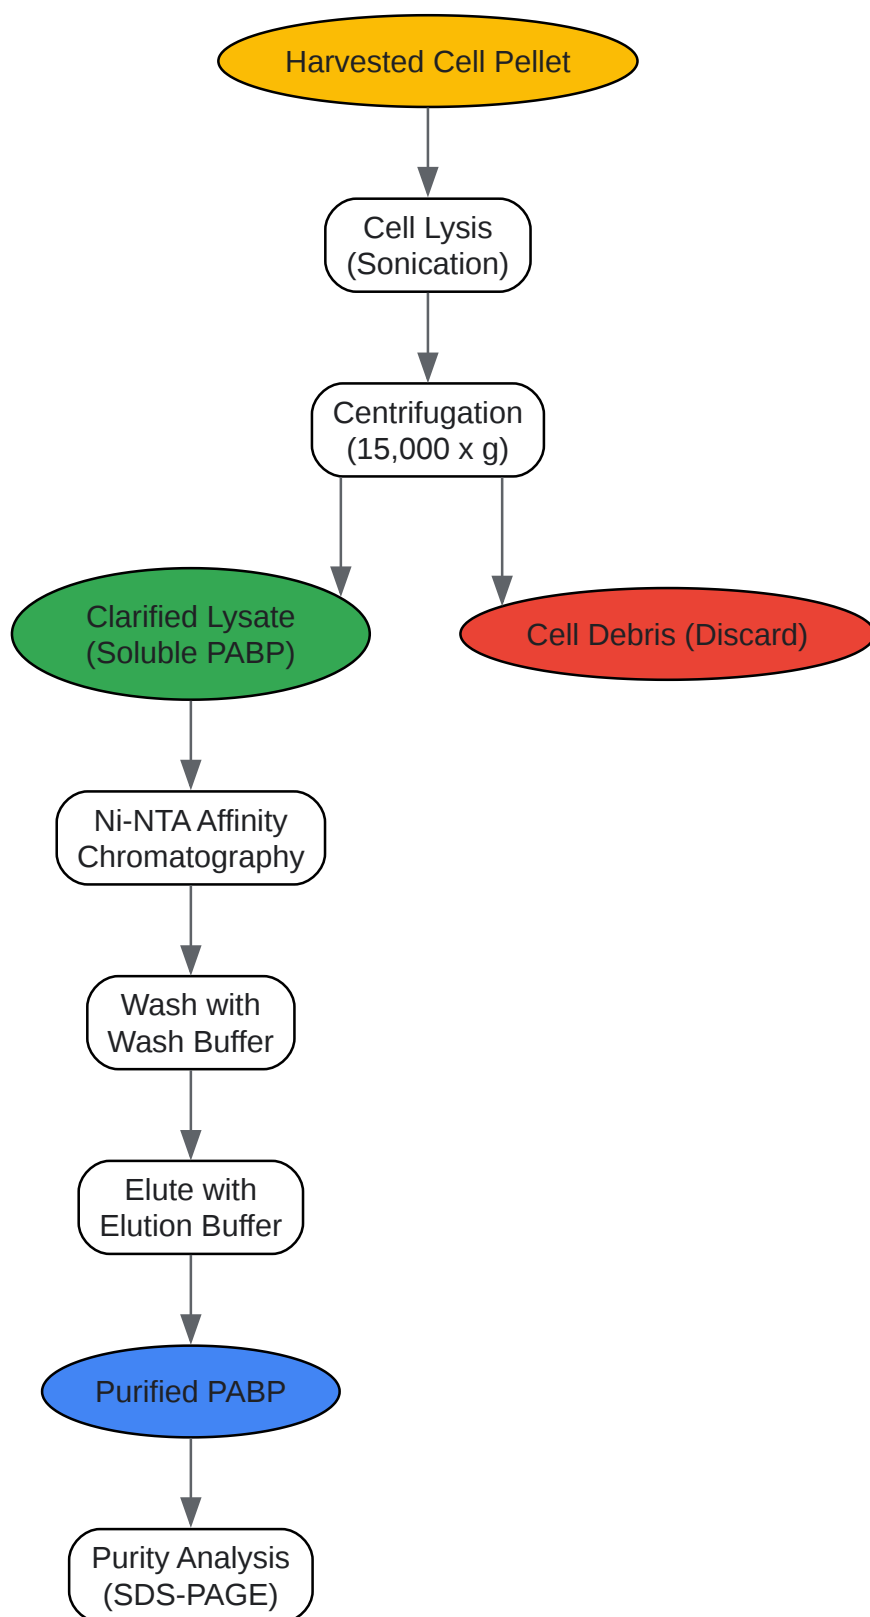 Harvested Cell Pellet
Cell Lysis
(Sonication)
Centrifugation
(15,000 x g)
Clarified Lysate
(Soluble PABP)
Cell Debris (Discard)
Ni-NTA Affinity
Chromatography
Wash with
Wash Buffer
Elute with
Elution Buffer
Purified PABP
Purity Analysis
(SDS-PAGE)